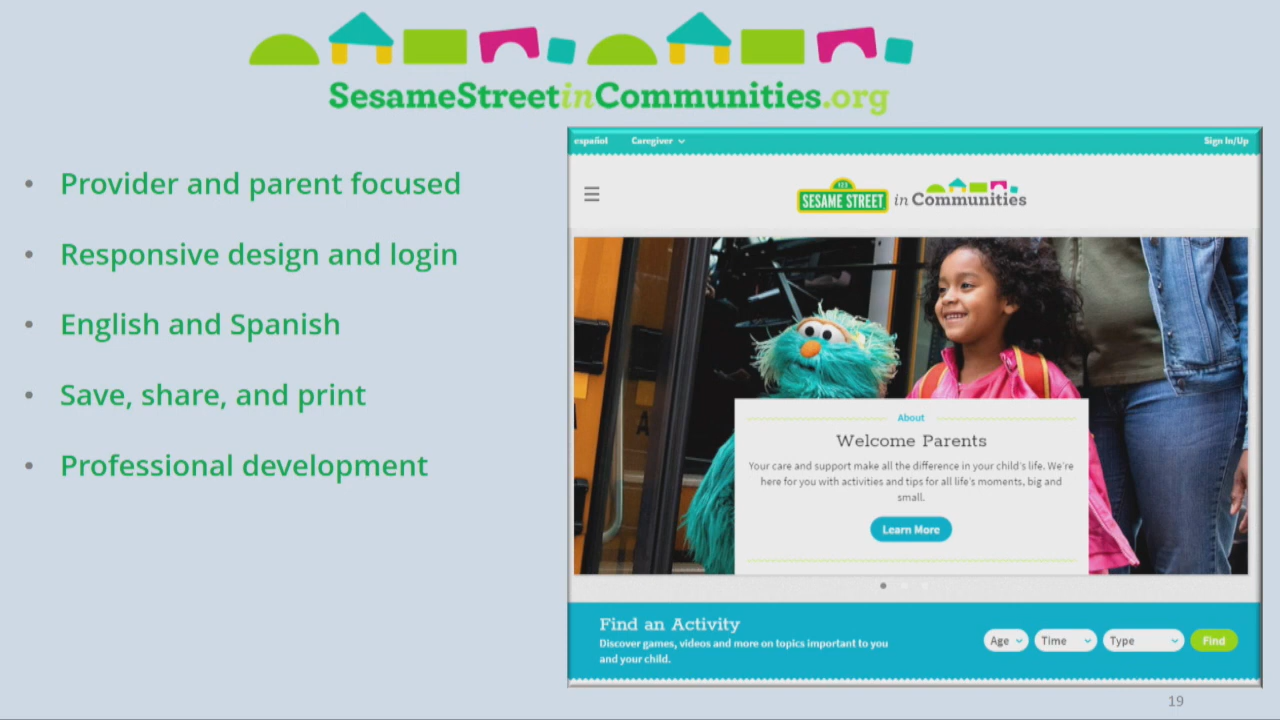 SesameStreetinCommunities.org
• Provider and parent focused
• Responsive design and login
• English and Spanish
• Save, share, and print
• Professional development
español Caregiver Sign In/Up
123
SESAME STREET in Communities
About
Welcome Parents
Your care and support make all the difference in your child's life. We're
here for you with activities and tips for all life's moments, big and
small.
Learn More
Find an Activity
Discover games, videos and more on topics important to you
and your child.
Age Time Type Find
19